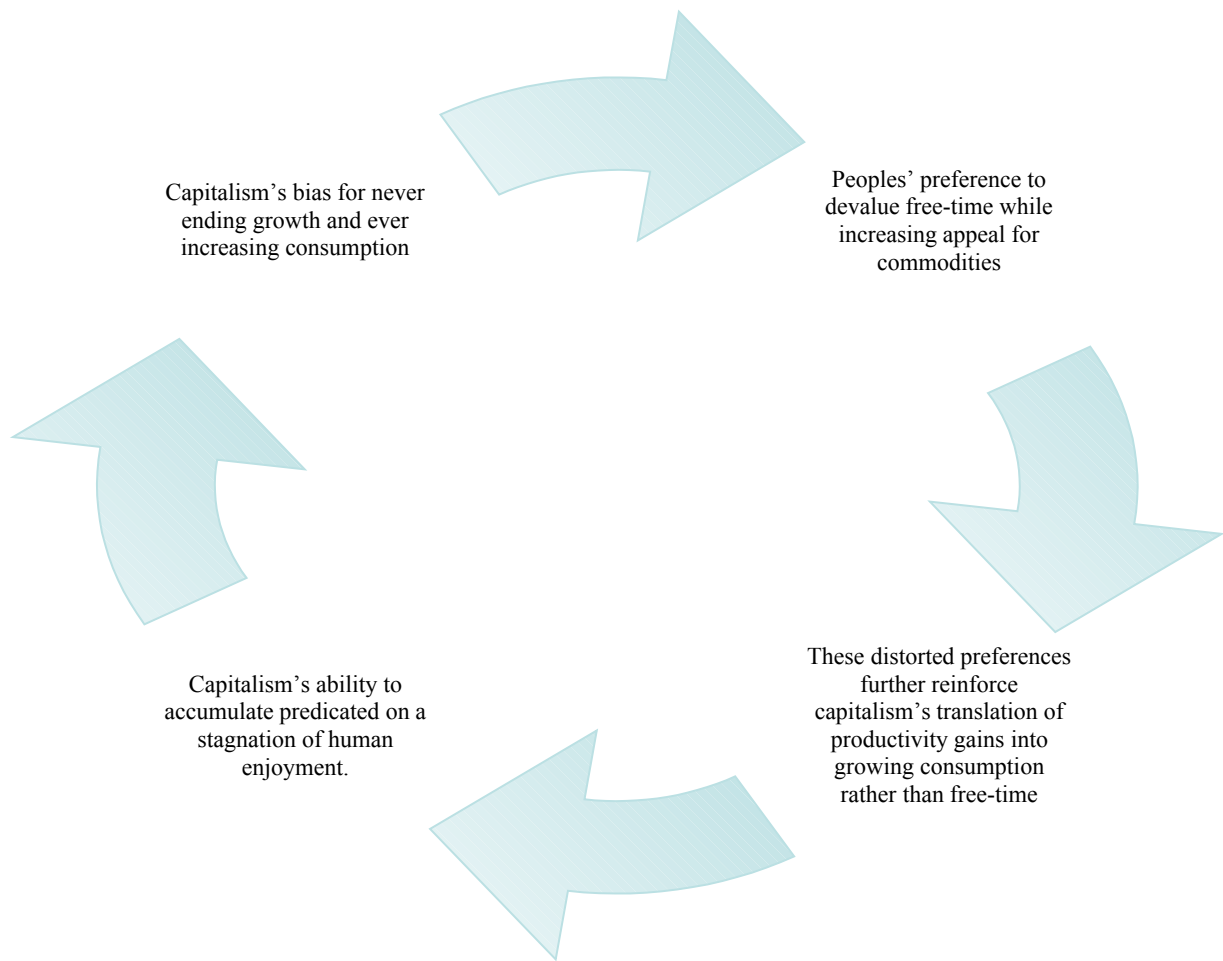 Capitalism’s bias for never
ending growth and ever
increasing consumption
Peoples’ preference to
devalue free-time while
increasing appeal for
commodities
These distorted preferences
further reinforce
capitalism’s translation of
productivity gains into
growing consumption
rather than free-time
Capitalism’s ability to
accumulate predicated on a
stagnation of human
enjoyment.